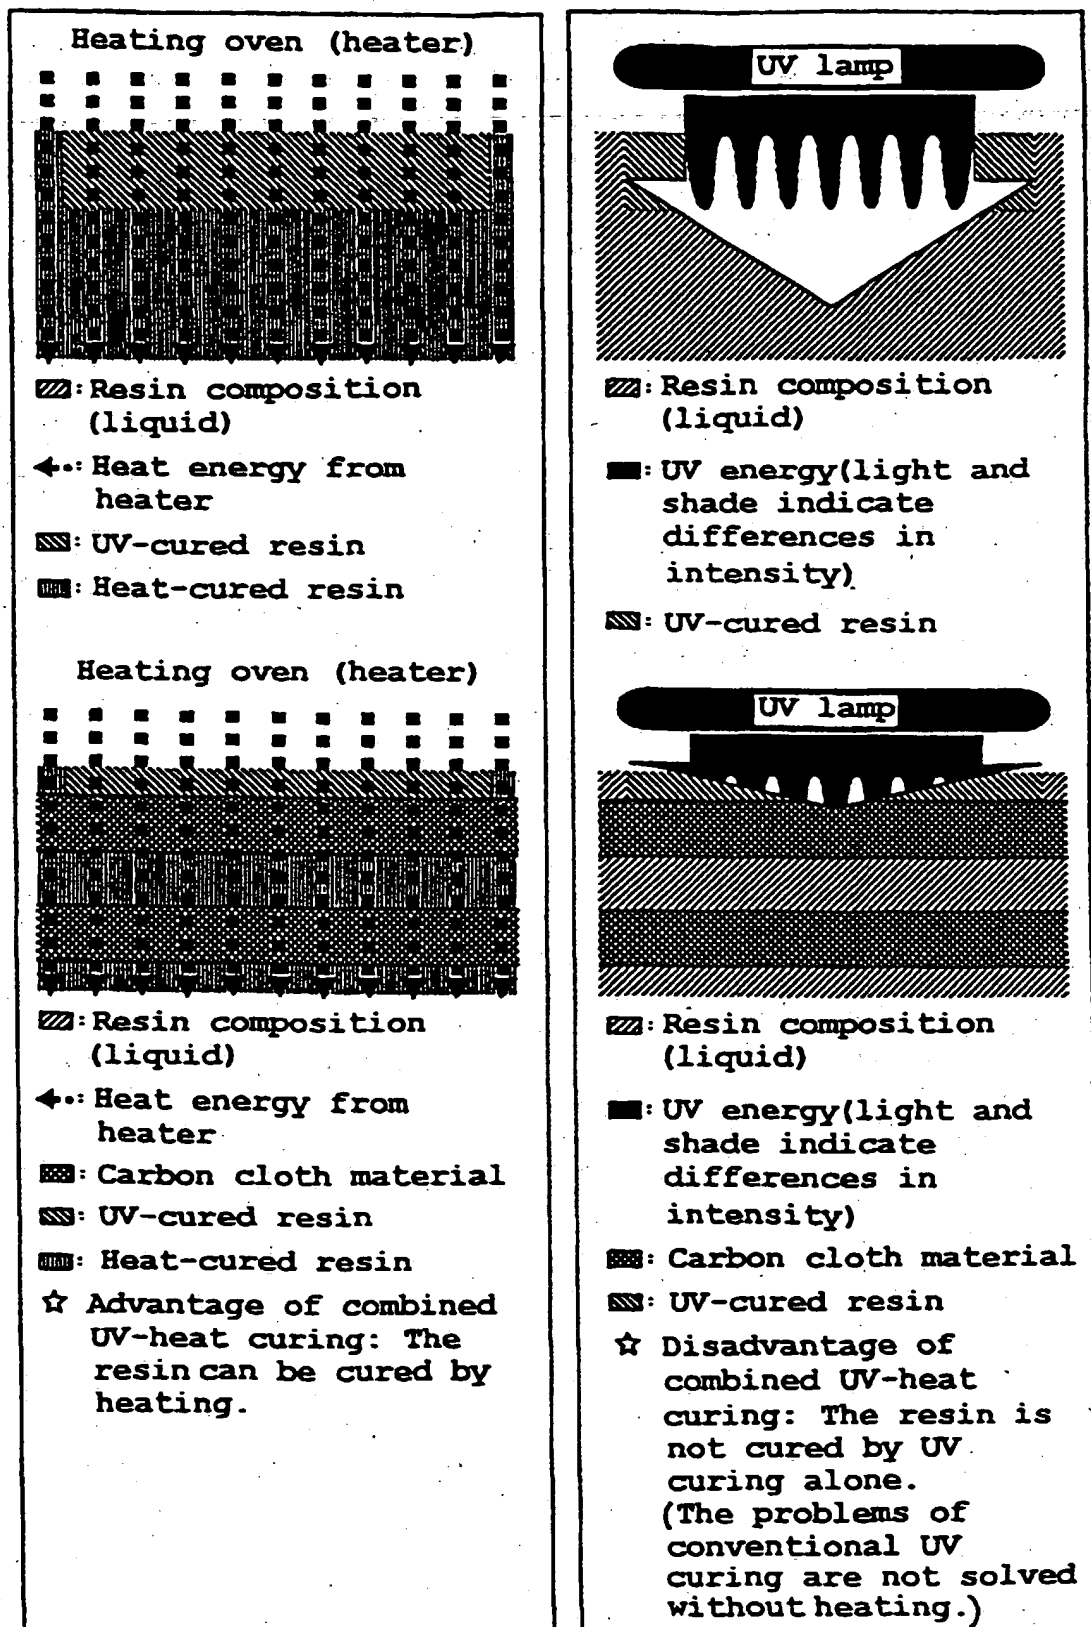 Heating oven (heater)
: Resin composition
(liquid)
: Heat energy from
heater
: UV-cured resin
: Heat-cured resin
Heating oven (heater)
: Resin composition
(liquid)
: Heat energy from
heater
: Carbon cloth material
: UV-cured resin
: Heat-cured resin
☆ Advantage of combined
UV-heat curing: The
resin can be cured by
heating.
UV lamp
: Resin composition
(liquid)
: UV energy(light and
shade indicate
differences in
intensity)
: UV-cured resin
UV lamp
: Resin composition
(liquid)
: UV energy(light and
shade indicate
differences in
intensity)
: Carbon cloth material
: UV-cured resin
☆ Disadvantage of
combined UV-heat
curing: The resin is
not cured by UV
curing alone.
(The problems of
conventional UV
curing are not solved
without heating.)